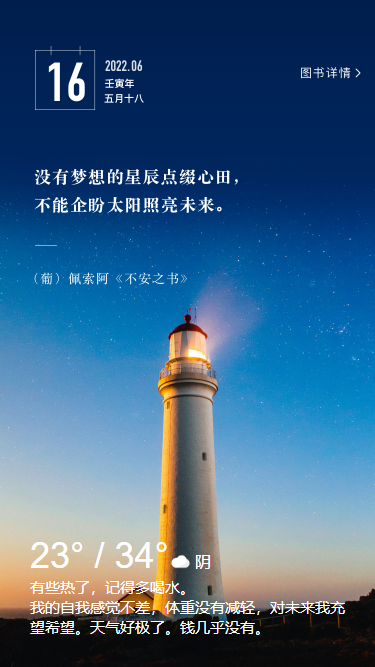 16
2022.06
壬寅年
五月十八
图书详情 >
没有梦想的星辰点缀心田，
不能企盼太阳照亮未来。
（葡）佩索阿《不安之书》
23° / 34° 阴
有些热了，记得多喝水。
我的自我感觉不差，体重没有减轻，对未来我充
望希望。天气好极了。钱几乎没有。